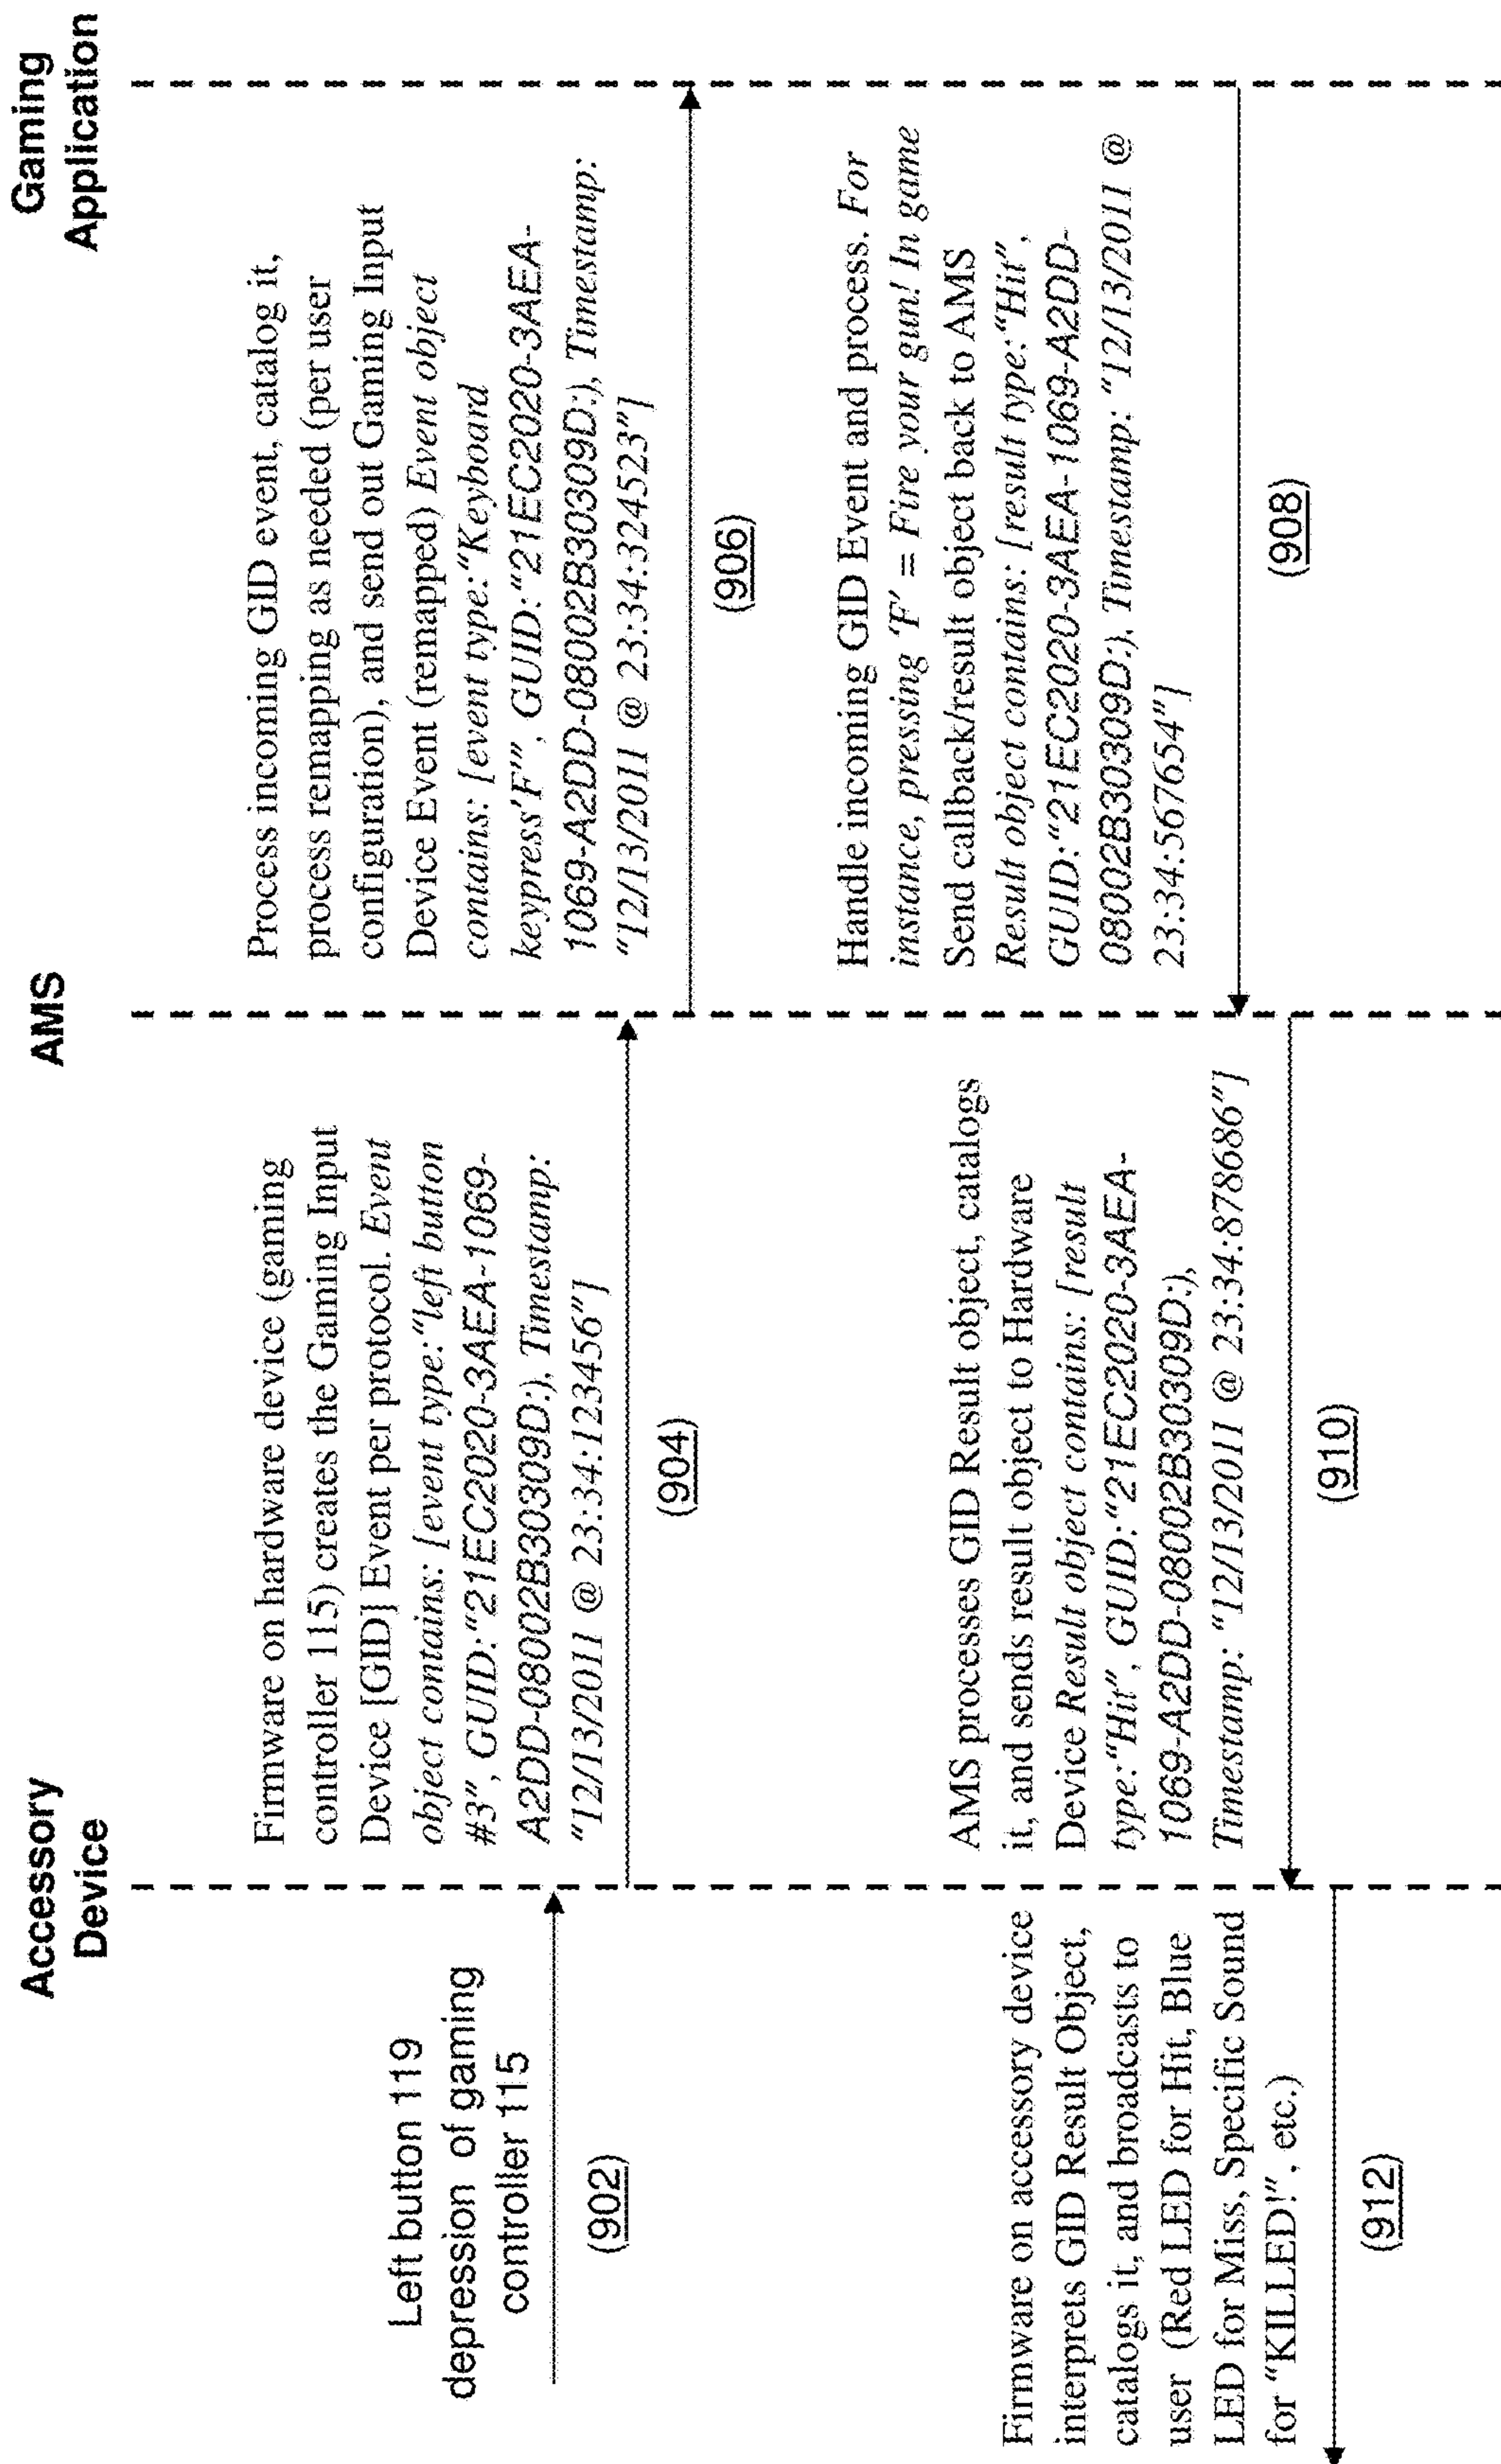 Accessory
Device
AMS
Gaming
Application
Left button 119
depression of gaming
controller 115
(902)
Firmware on hardware device (gaming
controller 115) creates the Gaming Input
Device [GID] Event per protocol. Event
object contains: [event type:"left button
#3", GUID:"21EC2020-3AEA-1069-
A2DD-08002B30309D:), Timestamp:
"12/13/2011 @ 23:34:123456"]
(904)
Process incoming GID event, catalog it,
process remapping as needed (per user
configuration), and send out Gaming Input
Device Event (remapped) Event object
contains: [event type:"Keyboard
keypress'F'", GUID:"21EC2020-3AEA-
1069-A2DD-08002B30309D:), Timestamp:
"12/13/2011 @ 23:34:324523"]
(906)
Handle incoming GID Event and process. For
instance, pressing 'F' = Fire your gun! In game
Send callback/result object back to AMS
Result object contains: [result type:"Hit",
GUID:"21EC2020-3AEA-1069-A2DD-
08002B30309D:), Timestamp: "12/13/2011 @
23:34:567654"]
(908)
AMS processes GID Result object, catalogs
it, and sends result object to Hardware
Device Result object contains: [result
type:"Hit", GUID:"21EC2020-3AEA-
1069-A2DD-08002B30309D:),
Timestamp: "12/13/2011 @ 23:34:878686"]
(910)
Firmware on accessory device
interprets GID Result Object,
catalogs it, and broadcasts to
user (Red LED for Hit, Blue
LED for Miss, Specific Sound
for "KILLED!", etc.)
(912)